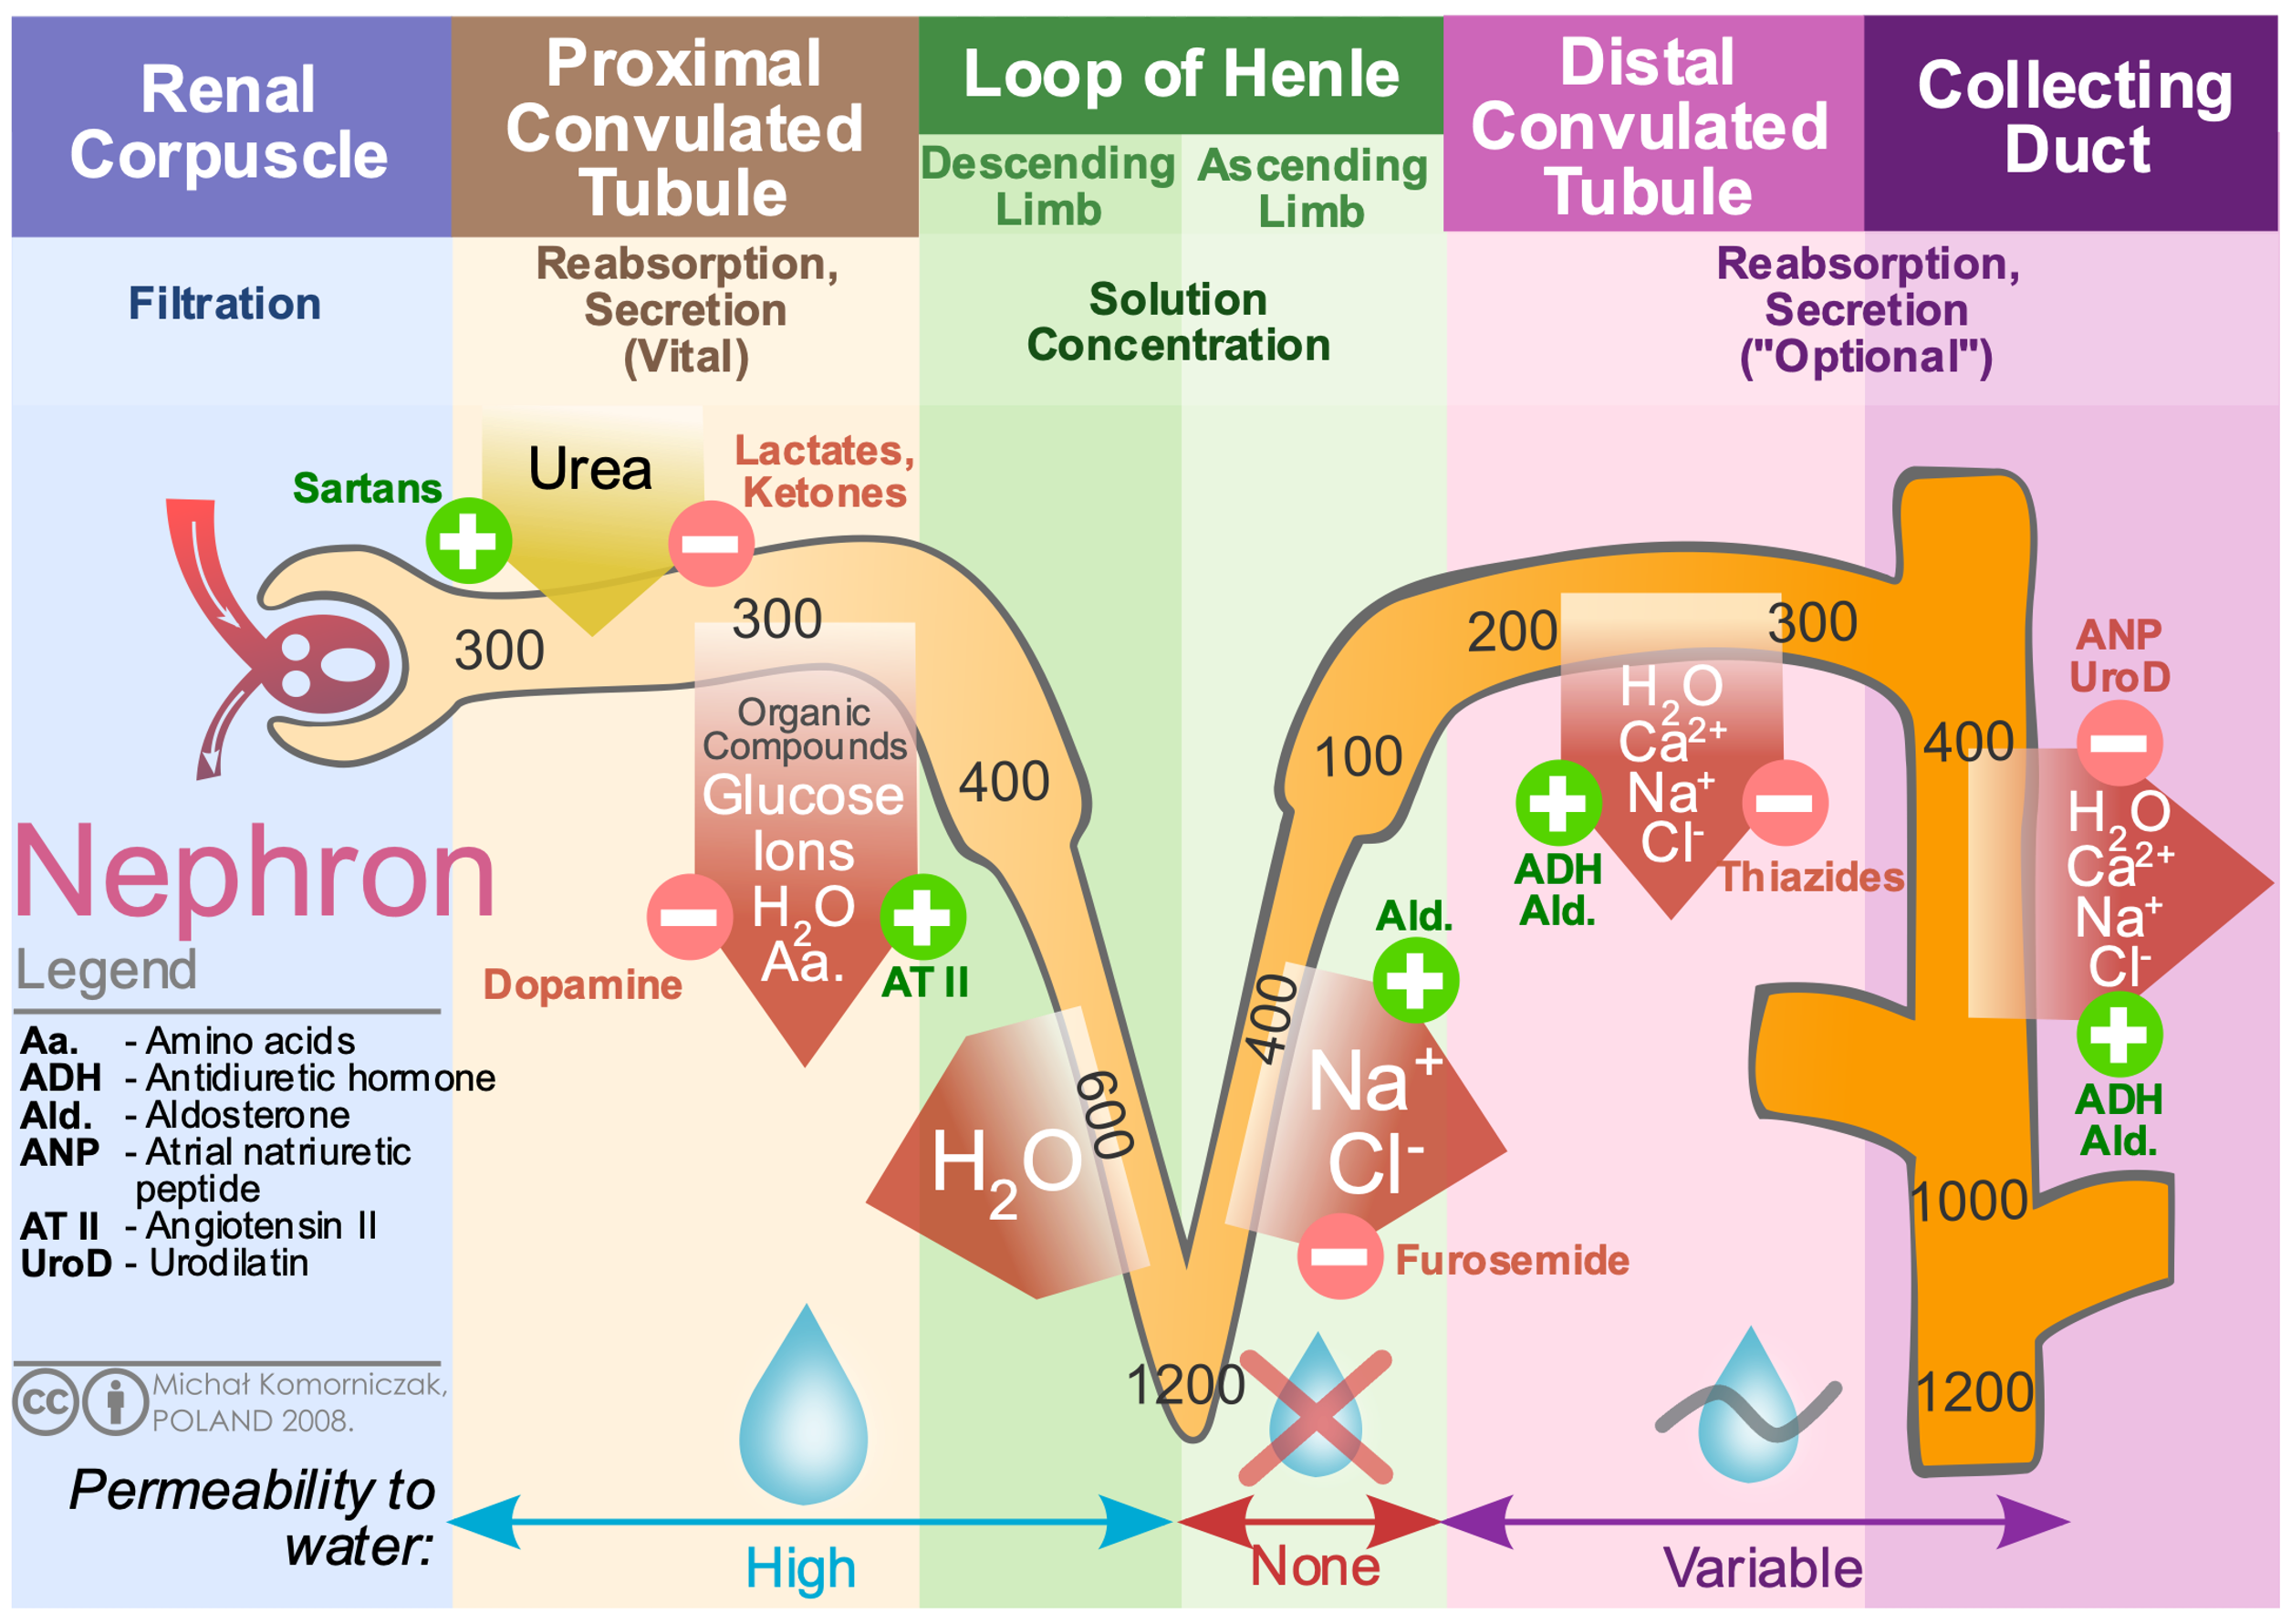 Renal
Corpuscle
Proximal
Convulated
Tubule
Loop of Henle
Descending
Limb
Ascending
Limb
Distal
Convulated
Tubule
Collecting
Duct
Filtration
Reabsorption,
Secretion
(Vital)
Solution
Concentration
Reabsorption,
Secretion
("Optional")
Sartans
Urea
Lactates,
Ketones
300
300
Organic
Compounds
Glucose
Ions
H₂O
Aa.
Dopamine
AT II
400
H₂O
600
1200
400
Ald.
Na⁺
Cl⁻
Furosemide
100
200
300
H₂O
Ca²⁺
Na⁺
Cl⁻
ADH
Ald.
Thiazides
ANP
UroD
400
H₂O
Ca²⁺
Na⁺
Cl⁻
ADH
Ald.
1000
1200
Nephron
Legend
Aa. - Amino acids
ADH - Antidiuretic hormone
Ald. - Aldosterone
ANP - Atrial natriuretic
peptide
AT II - Angiotensin II
UroD - Urodilatin
cc
Michał Komorniczak,
POLAND 2008.
Permeability to
water:
High
None
Variable